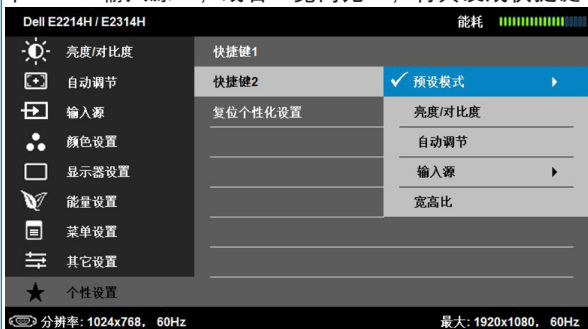 Dell E2214H / E2314H 能耗
亮度/对比度 快捷键1
自动调节 快捷键2 预设模式
亮度/对比度
自动调节
输入源 复位个性化设置
输入源
宽高比
颜色设置
显示器设置
能量设置
菜单设置
其它设置
个性设置
分辨率: 1024x768, 60Hz 最大: 1920x1080, 60Hz